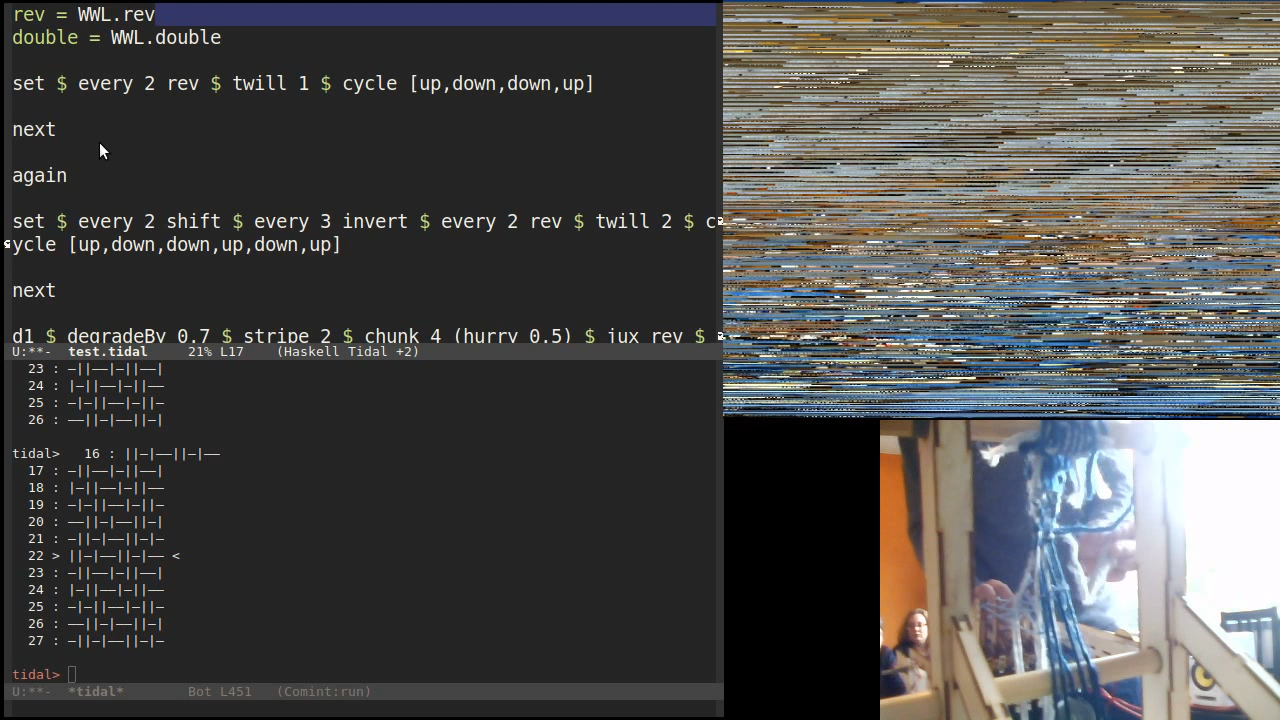 rev = WWL.rev
double = WWL.double
set $ every 2 rev $ twill 1 $ cycle [up,down,down,up]
next
again
set $ every 2 shift $ every 3 invert $ every 2 rev $ twill 2 $ c
ycle [up,down,down,up,down,up]
next
d1 $ degradeBy 0.7 $ stripe 2 $ chunk 4 (hurry 0.5) $ jux rev $
U:**-  test.tidal     21% L17    (Haskell Tidal +2)
23 : —||——|—||——|
24 : |—||——|—||——
25 : —|—||——|—||—
26 : ——||—|——||—|
tidal>   16 : ||—|——||—|——
17 : —||——|—||——|
18 : |—||——|—||——
19 : —|—||——|—||—
20 : ——||—|——||—|
21 : —||—|——||—|—
22 > ||—|——||—|—— <
23 : —||——|—||——|
24 : |—||——|—||——
25 : —|—||——|—||—
26 : ——||—|——||—|
27 : —||—|——||—|—
tidal>
U:**-  *tidal*        Bot L451   (Comint:run)